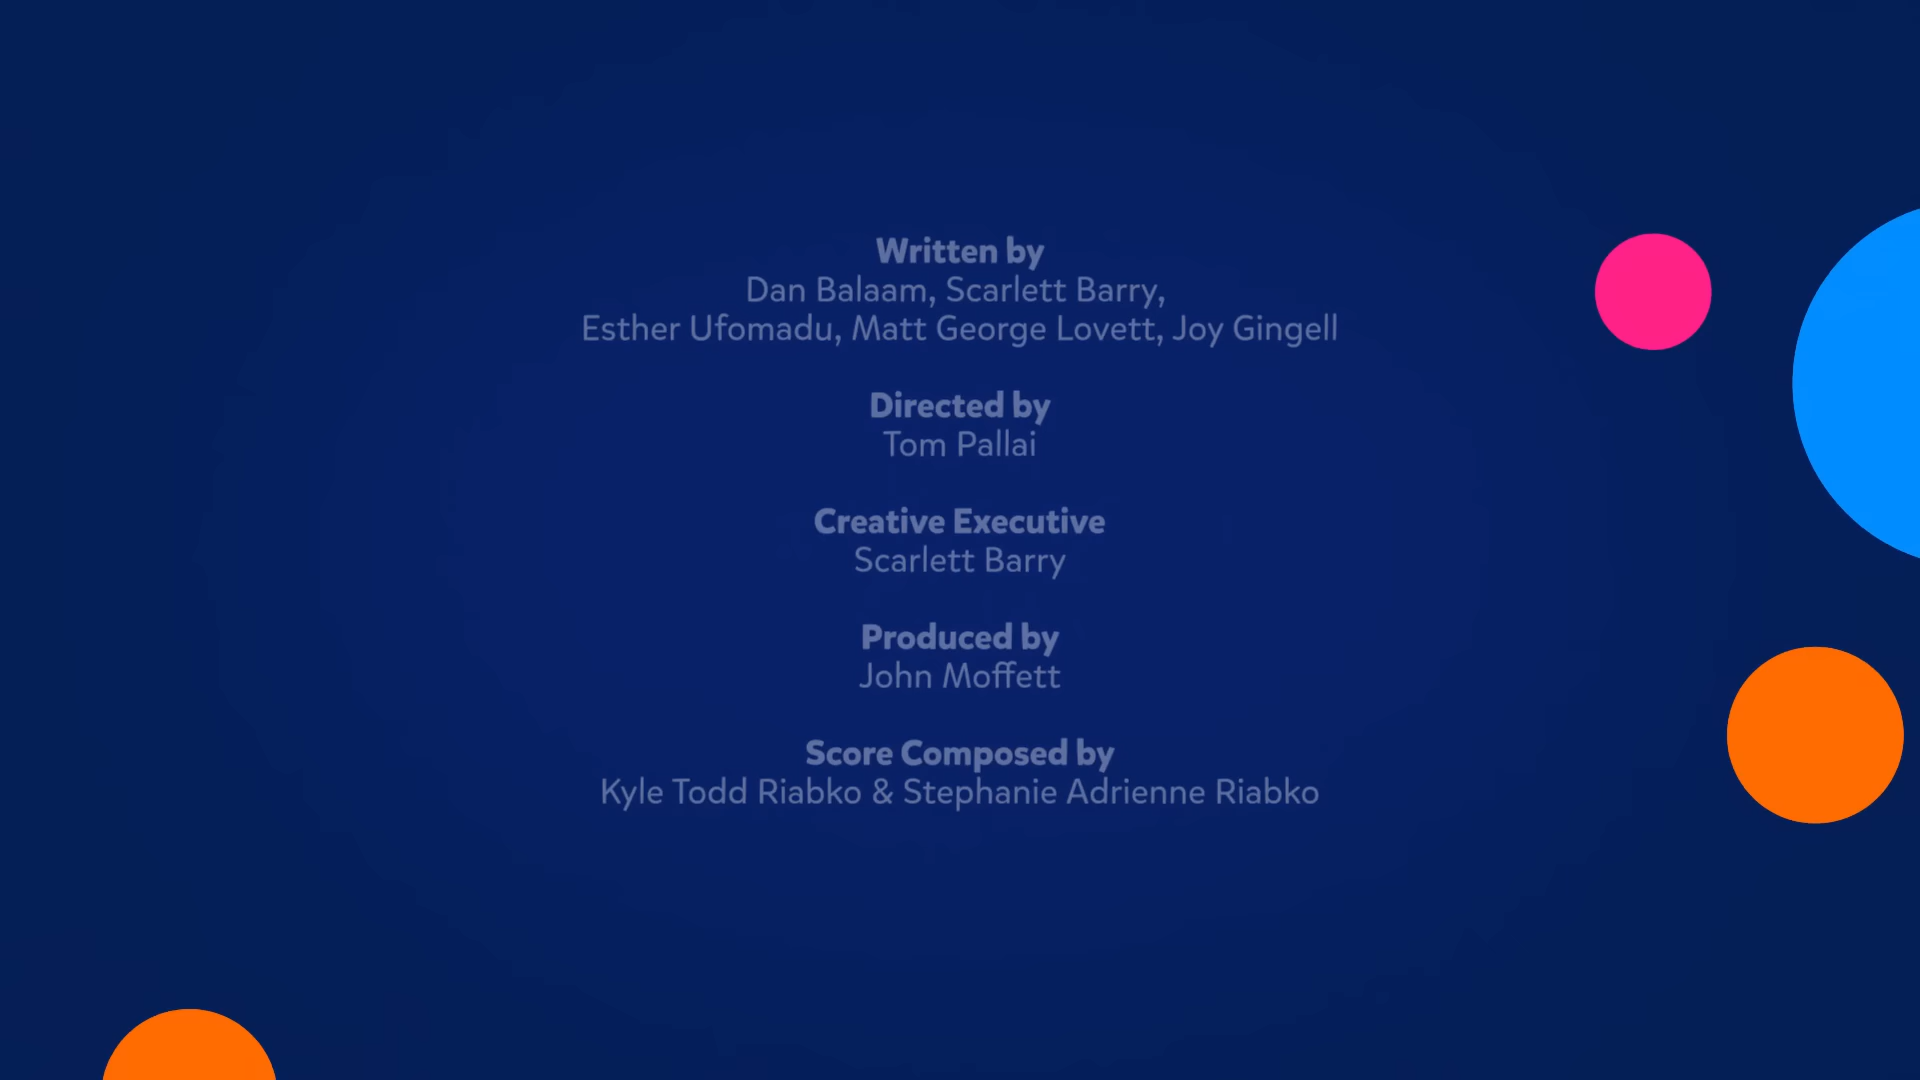 Written by
Dan Balaam, Scarlett Barry,
Esther Ufomadu, Matt George Lovett, Joy Gingell
Directed by
Tom Pallai
Creative Executive
Scarlett Barry
Produced by
John Moffett
Score Composed by
Kyle Todd Riabko & Stephanie Adrienne Riabko